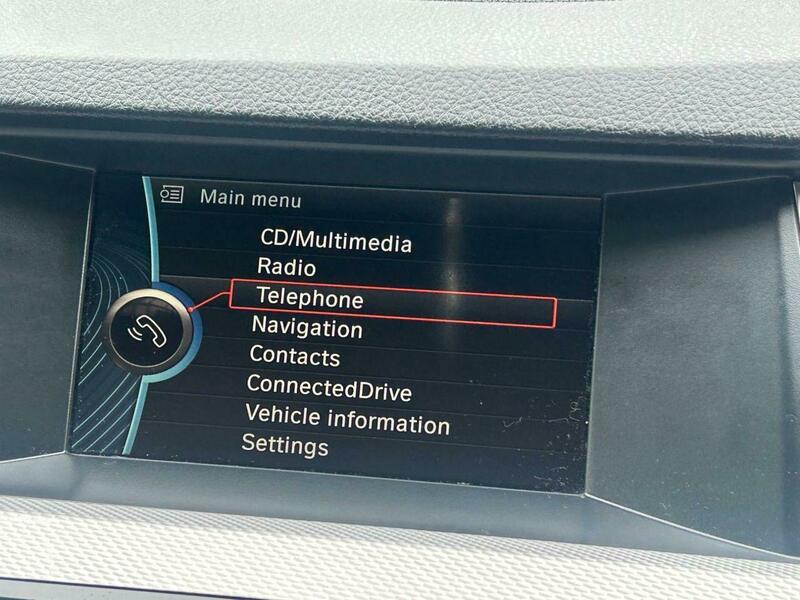 Main menu
CD/Multimedia
Radio
Telephone
Navigation
Contacts
ConnectedDrive
Vehicle information
Settings